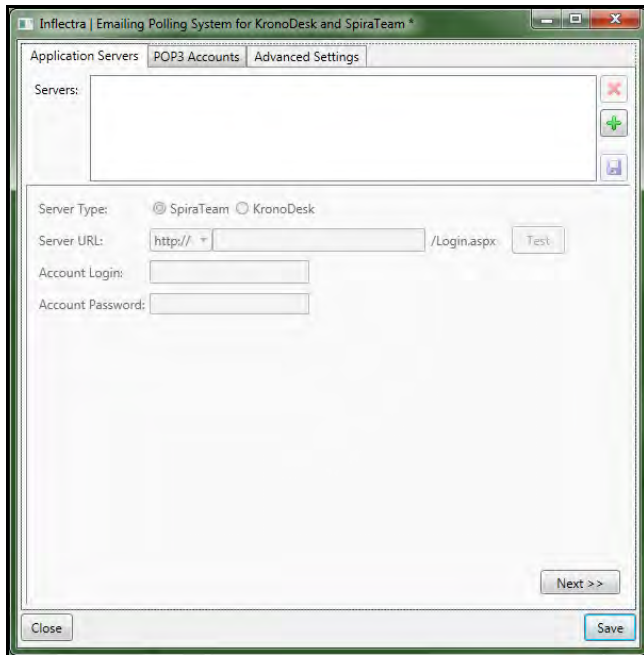 Inflectra | Emailing Polling System for KronoDesk and SpiraTeam *
Application Servers POP3 Accounts Advanced Settings
Servers:
Server Type: SpiraTeam KronoDesk
Server URL: http:// /Login.aspx Test
Account Login:
Account Password:
Next >>
Close Save